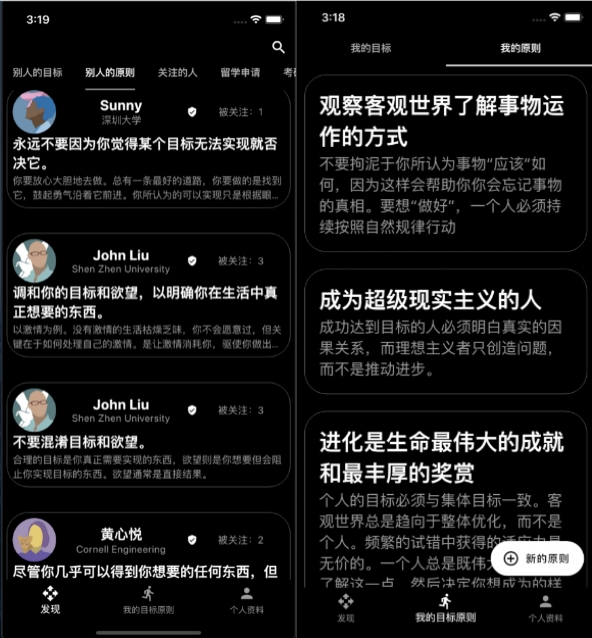 3:19
别人的目标
别人的原则
关注的人
留学申请
Sunny
深圳大学
被关注：1
永远不要因为你觉得某个目标无法实现就否
决它。
你要放心大胆地去做。总有一条最好的道路，你要做的是找到
它，鼓起勇气沿着它前进。你所认为的可以实现只是根据眼...
John Liu
Shen Zhen University
被关注：3
调和你的目标和欲望，以明确你在生活中真
正想要的东西。
以激情为例。没有激情的生活枯燥乏味，你不会愿意过，但关
键在于如何处理自己的激情。是让激情消耗你，驱使你做出...
John Liu
Shen Zhen University
被关注：3
不要混淆目标和欲望。
合理的目标是你真正需要实现的东西，欲望则是你想要但会阻
止你实现目标的东西。欲望通常是直接结果。
黄心悦
Cornell Engineering
被关注：2
尽管你几乎可以得到你想要的任何东西，但
发现
我的目标原则
个人资料
3:18
我的目标
我的原则
观察客观世界了解事物运
作的方式
不要拘泥于你所认为事物“应该”如
何，因为这样会帮助你你会忘记事物
的真相。要想“做好”，一个人必须持
续按照自然规律行动
成为超级现实主义的人
成功达到目标的人必须明白真实的因
果关系，而理想主义者只创造问题，
而不是推动进步。
进化是生命最伟大的成就
和最丰厚的奖赏
个人的目标必须与集体目标一致。客
观世界总是趋向于整体优化，而不是
个人。频繁的试错中获得的适应力是
无价的。一个人总是既伟大
了解这一点，然后决定你想成为的样
新的原则
发现
我的目标原则
个人资料